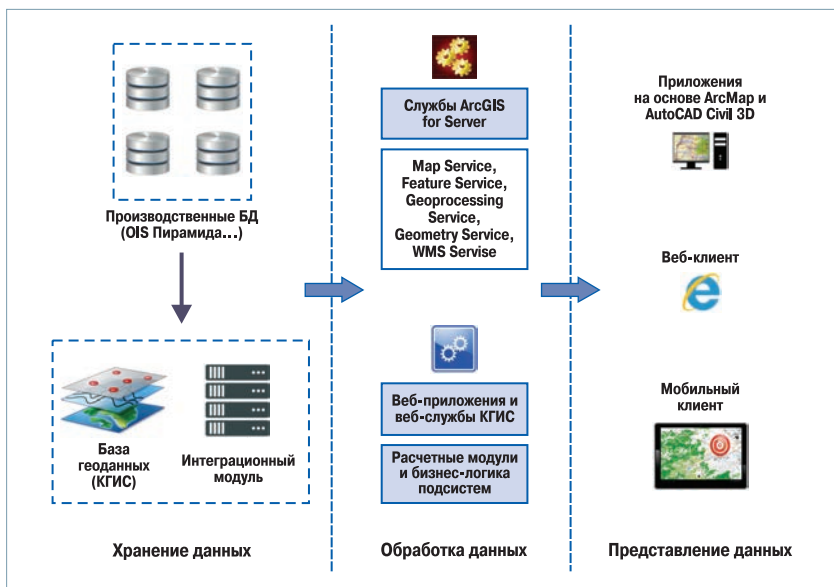 Производственные БД
(OIS Пирамида...)
База
геоданных
(КГИС)
Интеграционный
модуль
Хранение данных
Службы ArcGIS
for Server
Map Service,
Feature Service,
Geoprocessing
Service,
Geometry Service,
WMS Servise
Веб-приложения и
веб-службы КГИС
Расчетные модули
и бизнес-логика
подсистем
Обработка данных
Приложения
на основе ArcMap и
AutoCAD Civil 3D
Веб-клиент
Мобильный
клиент
Представление данных